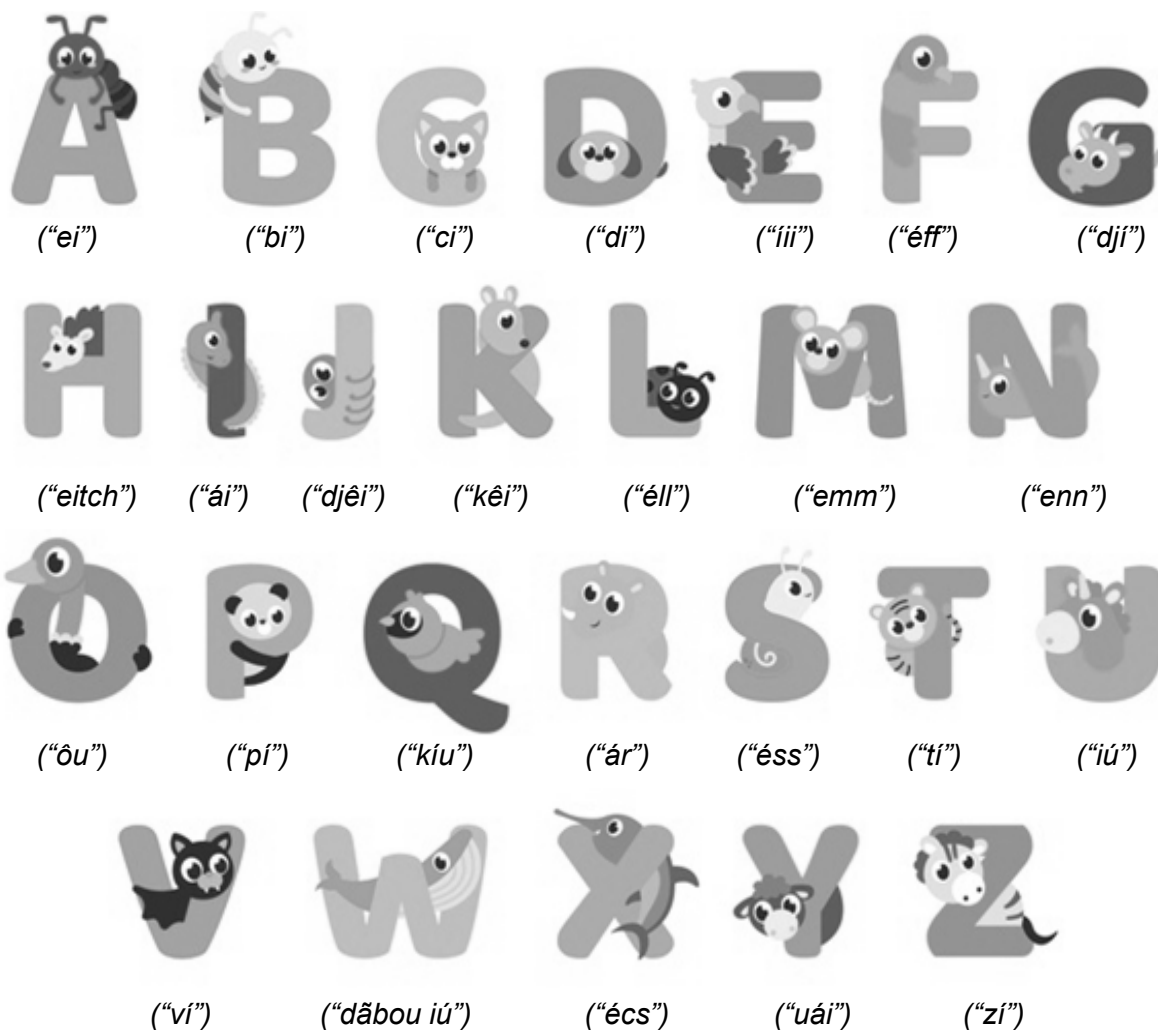 A B C D E F G
(“ei”) (“bi”) (“ci”) (“di”) (“íii”) (“éff”) (“djí”)
H I J K L M N
(“eitch”) (“ái”) (“djêi”) (“kêi”) (“éll”) (“emm”) (“enn”)
O P Q R S T U
(“ôu”) (“pí”) (“kíu”) (“ár”) (“éss”) (“tí”) (“iú”)
V W X Y Z
(“ví”) (“dãbou iú”) (“écs”) (“uái”) (“zí”)